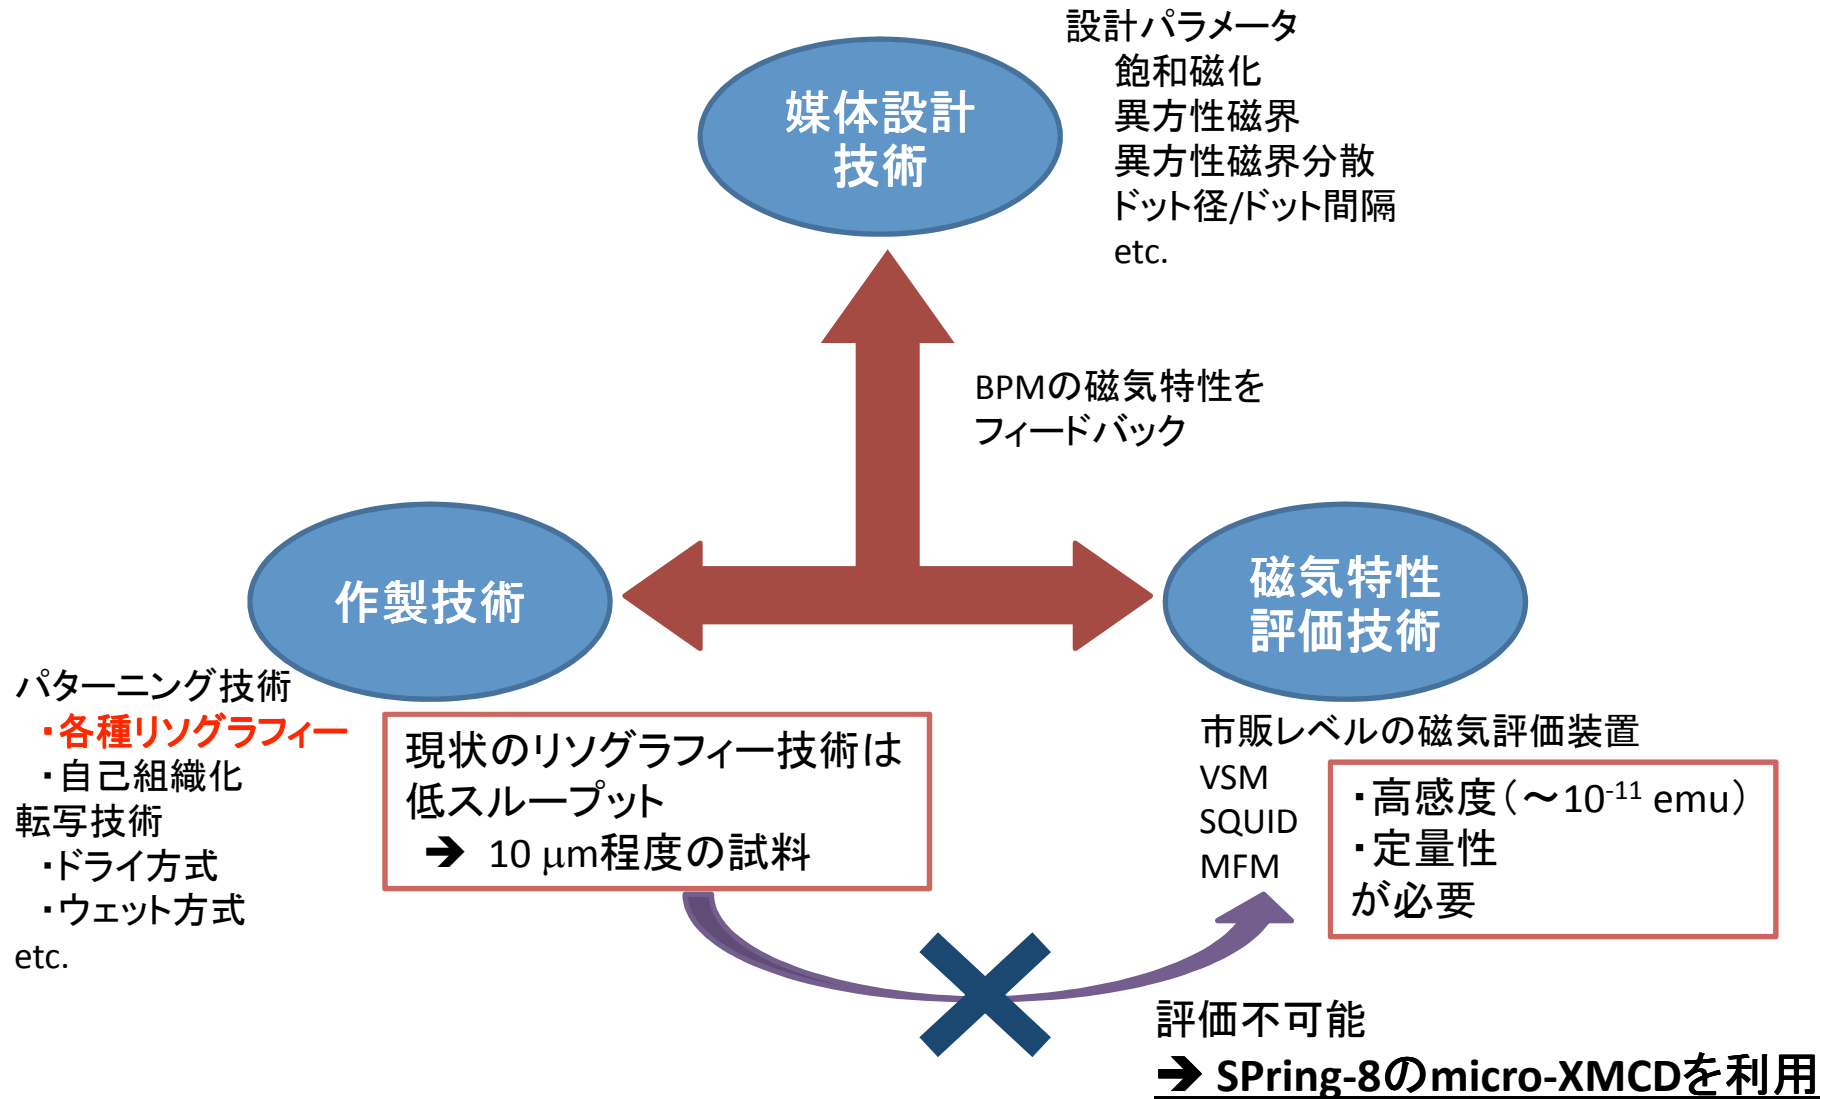 設計パラメータ
飽和磁化
異方性磁界
異方性磁界分散
ドット径/ドット間隔
etc.
媒体設計
技術
BPMの磁気特性を
フィードバック
作製技術
磁気特性
評価技術
パターニング技術
・各種リソグラフィー
・自己組織化
転写技術
・ドライ方式
・ウェット方式
etc.
現状のリソグラフィー技術は
低スループット
➔ 10 μm程度の試料
市販レベルの磁気評価装置
VSM
SQUID
MFM
・高感度(～10⁻¹¹ emu)
・定量性
が必要
評価不可能
➔ SPring-8のmicro-XMCDを利用